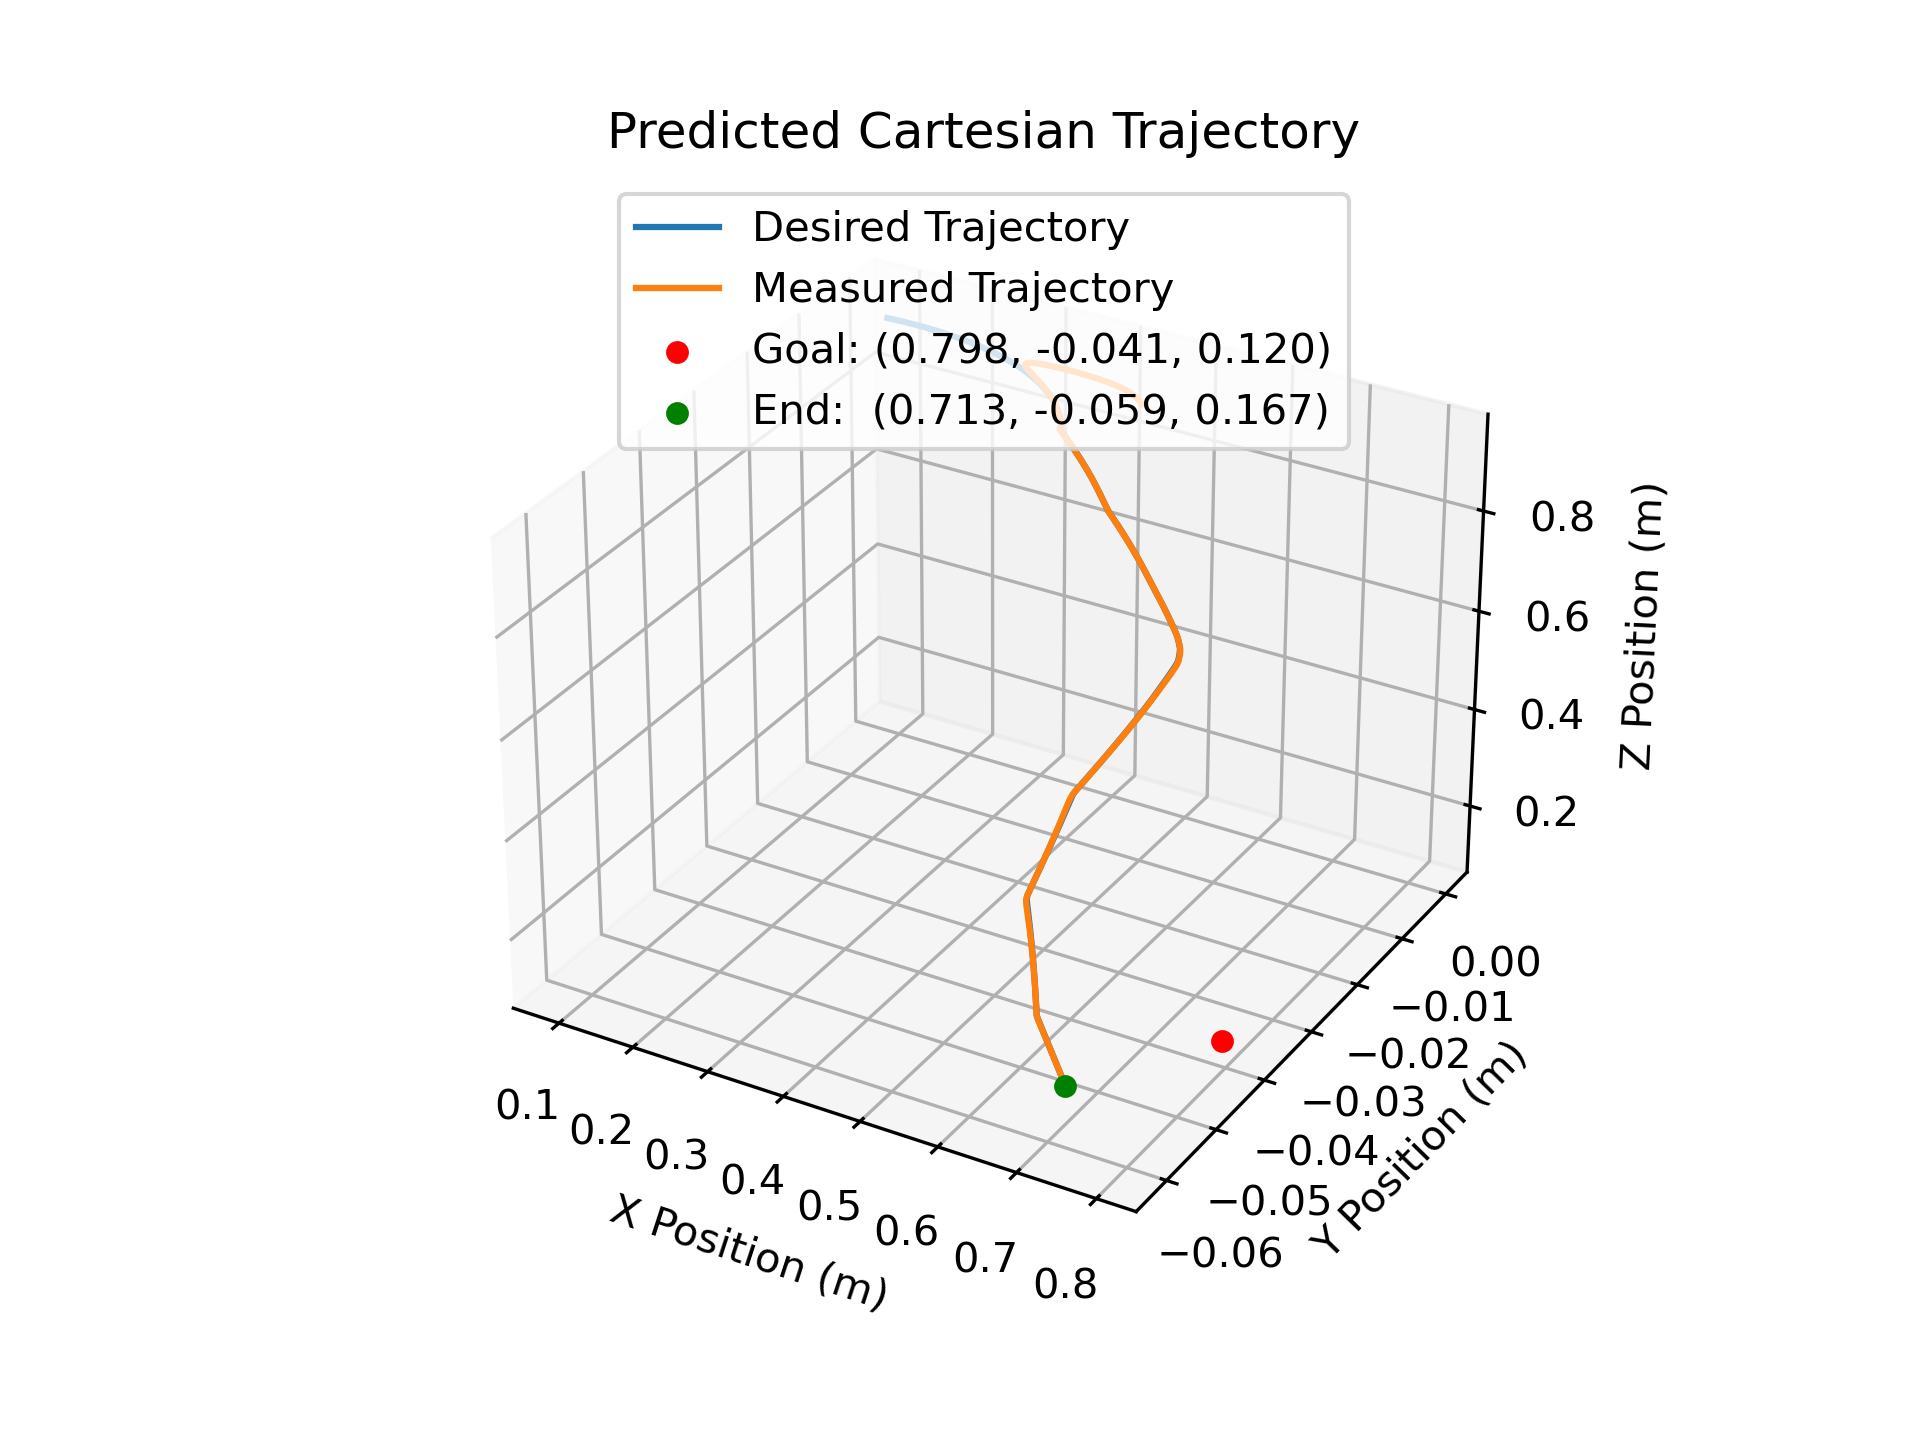 Predicted Cartesian Trajectory
Desired Trajectory
Measured Trajectory
Goal: (0.798, -0.041, 0.120)
End:  (0.713, -0.059, 0.167)
0.8
0.6
0.4
0.2
Z Position (m)
0.00
−0.01
−0.02
−0.03
−0.04
−0.05
−0.06
Y Position (m)
0.1
0.2
0.3
0.4
0.5
0.6
0.7
0.8
X Position (m)